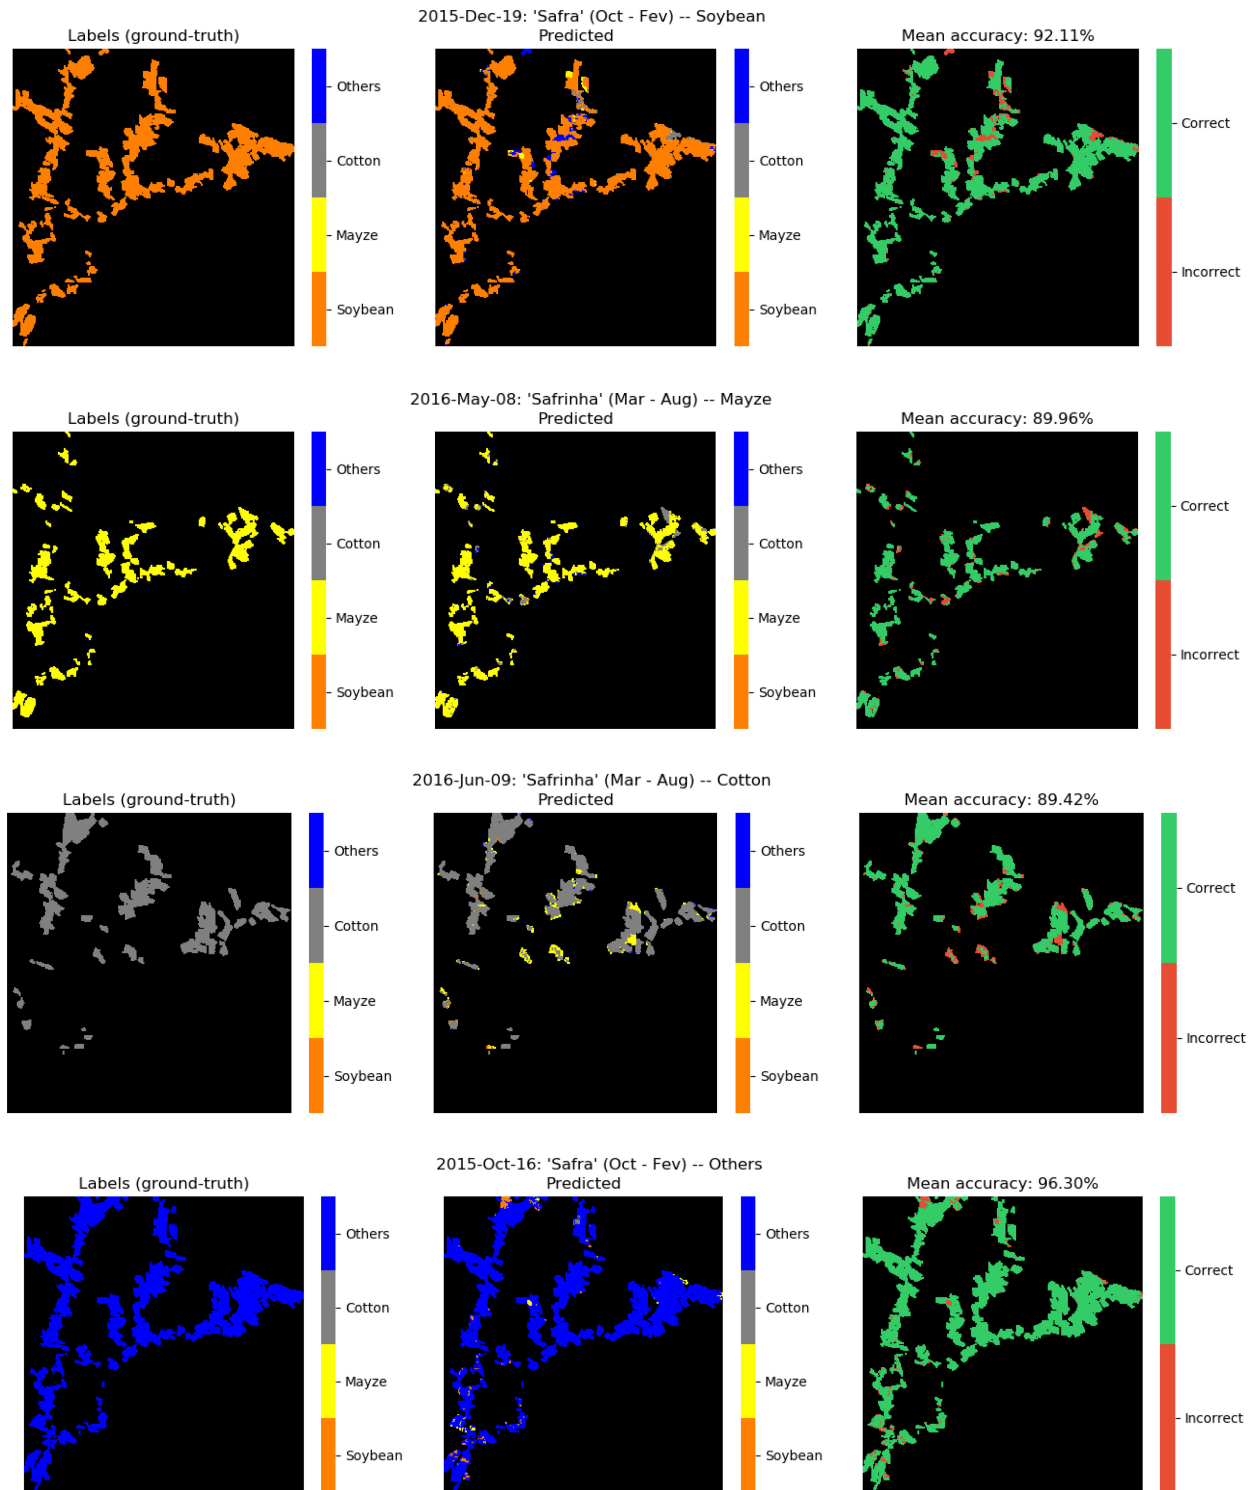 2015-Dec-19: 'Safra' (Oct - Fev) -- Soybean
Labels (ground-truth)
Predicted
Mean accuracy: 92.11%
Others
Cotton
Mayze
Soybean
Others
Cotton
Mayze
Soybean
Correct
Incorrect
2016-May-08: 'Safrinha' (Mar - Aug) -- Mayze
Labels (ground-truth)
Predicted
Mean accuracy: 89.96%
Others
Cotton
Mayze
Soybean
Others
Cotton
Mayze
Soybean
Correct
Incorrect
2016-Jun-09: 'Safrinha' (Mar - Aug) -- Cotton
Labels (ground-truth)
Predicted
Mean accuracy: 89.42%
Others
Cotton
Mayze
Soybean
Others
Cotton
Mayze
Soybean
Correct
Incorrect
2015-Oct-16: 'Safra' (Oct - Fev) -- Others
Labels (ground-truth)
Predicted
Mean accuracy: 96.30%
Others
Cotton
Mayze
Soybean
Others
Cotton
Mayze
Soybean
Correct
Incorrect